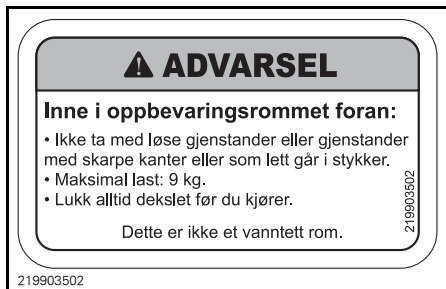 ADVARSEL
Inne i oppbevaringsrommet foran:
• Ikke ta med løse gjenstander eller gjenstander
med skarpe kanter eller som lett går i stykker.
• Maksimal last: 9 kg.
• Lukk alltid dekslet før du kjører.
Dette er ikke et vanntett rom.
219903502
219903502